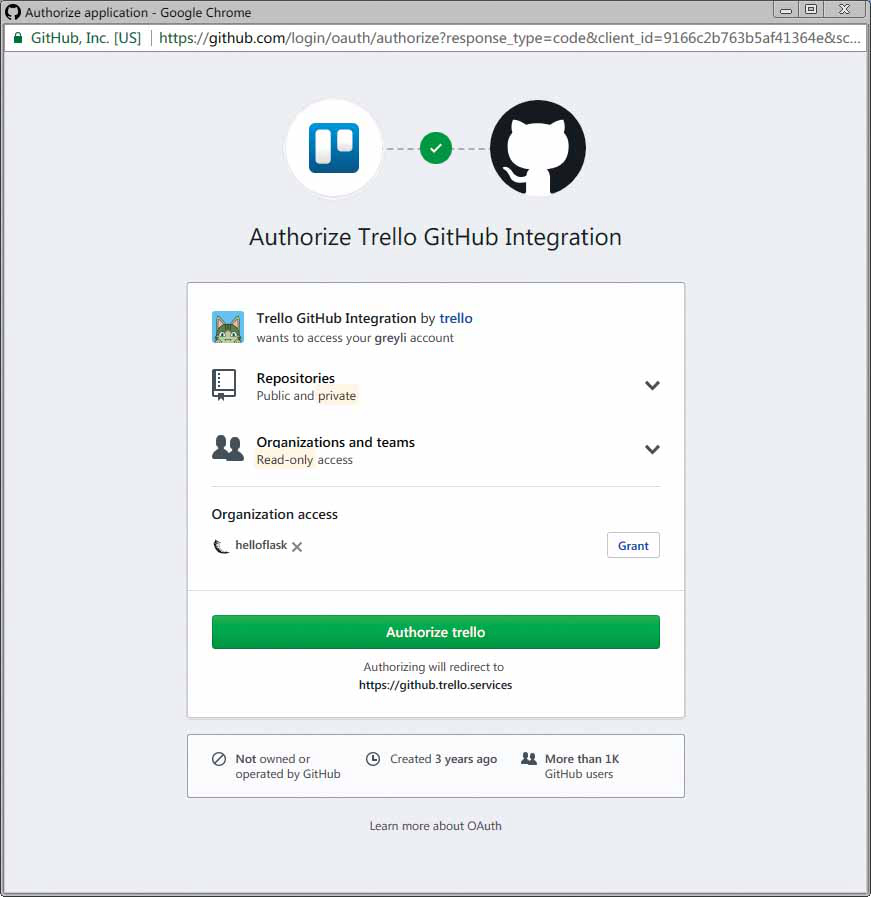 Authorize application - Google Chrome
GitHub, Inc. [US] | https://github.com/login/oauth/authorize?response_type=code&client_id=9166c2b763b5af41364e&sc...
Authorize Trello GitHub Integration
Trello GitHub Integration by trello
wants to access your greyli account
Repositories
Public and private
Organizations and teams
Read-only access
Organization access
helloflask
Grant
Authorize trello
Authorizing will redirect to
https://github.trello.services
Not owned or
operated by GitHub
Created 3 years ago
More than 1K
GitHub users
Learn more about OAuth